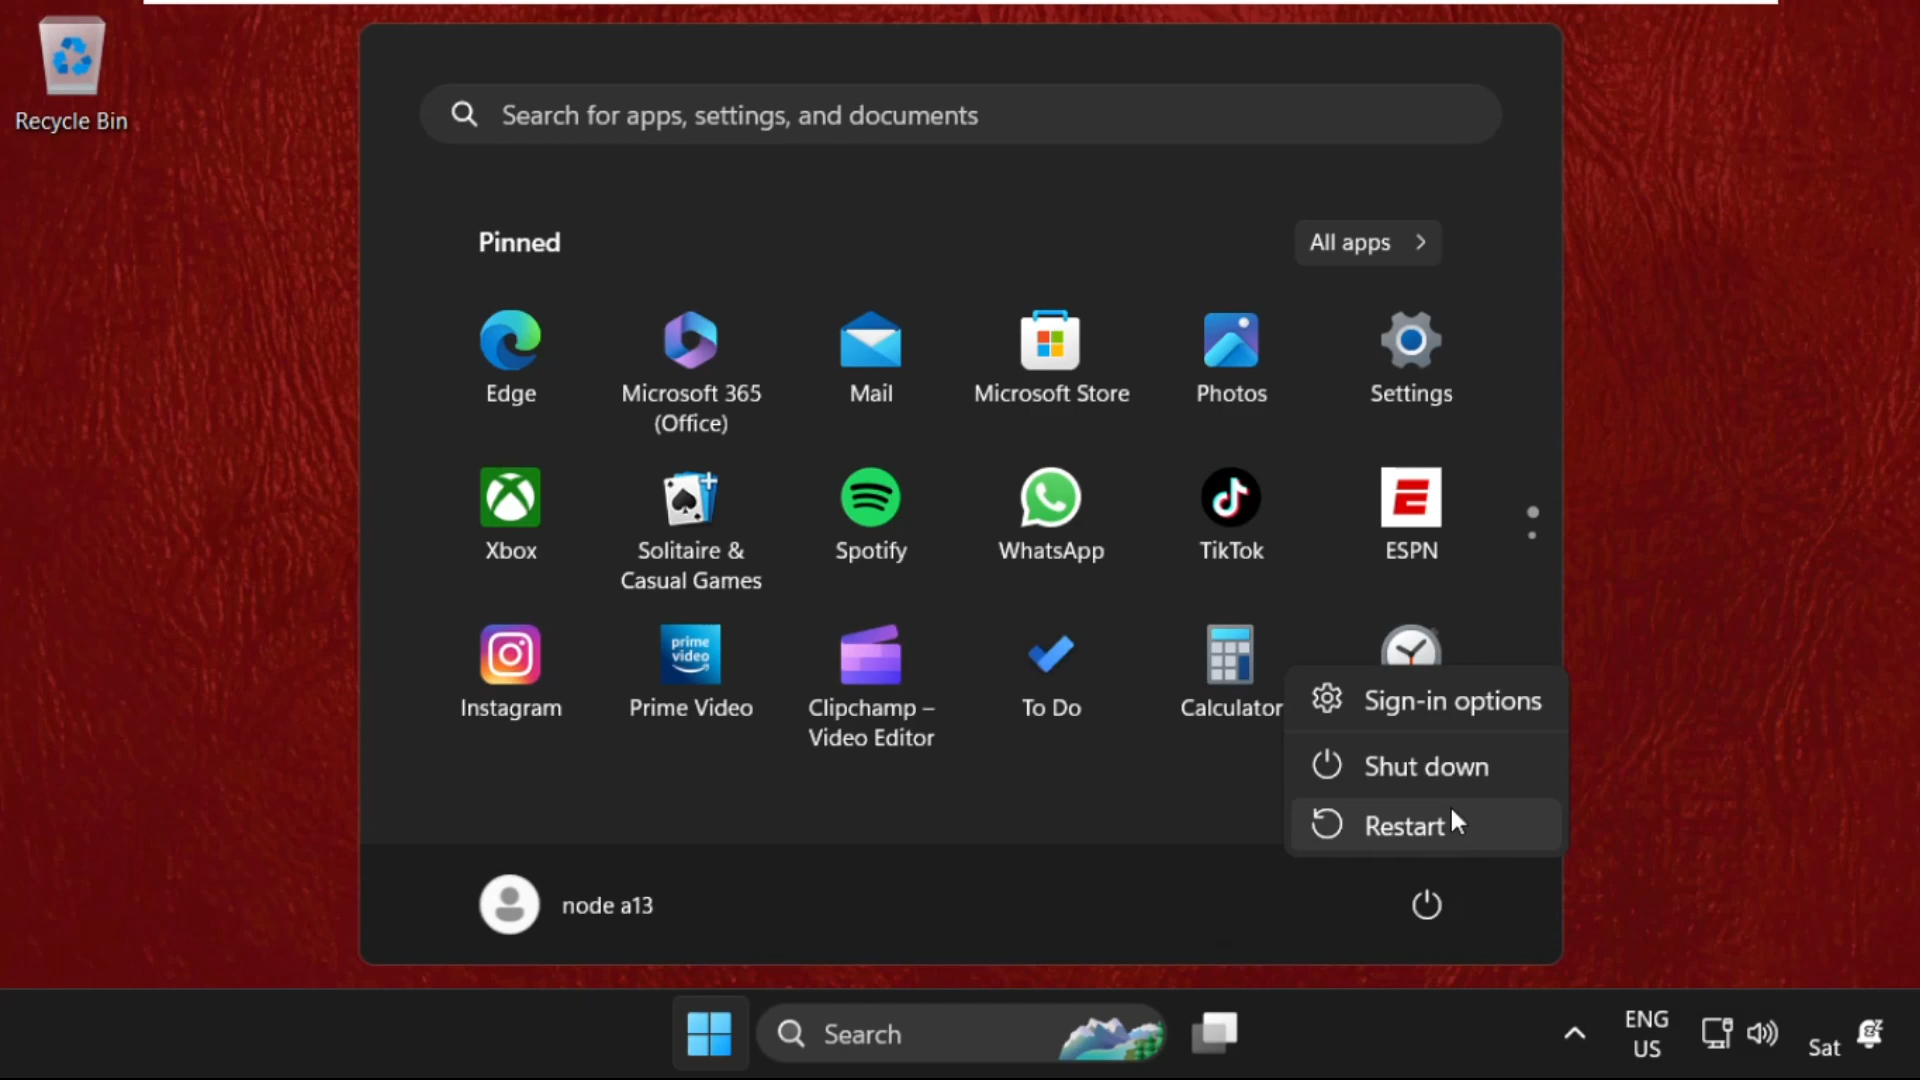 Recycle Bin
Search for apps, settings, and documents
Pinned
All apps
Edge
Microsoft 365
(Office)
Mail
Microsoft Store
Photos
Settings
Xbox
Solitaire &
Casual Games
Spotify
WhatsApp
TikTok
ESPN
Instagram
prime
video
Prime Video
Clipchamp –
Video Editor
To Do
Calculator
Sign-in options
Shut down
Restart
node a13
Search
ENG
US
Sat